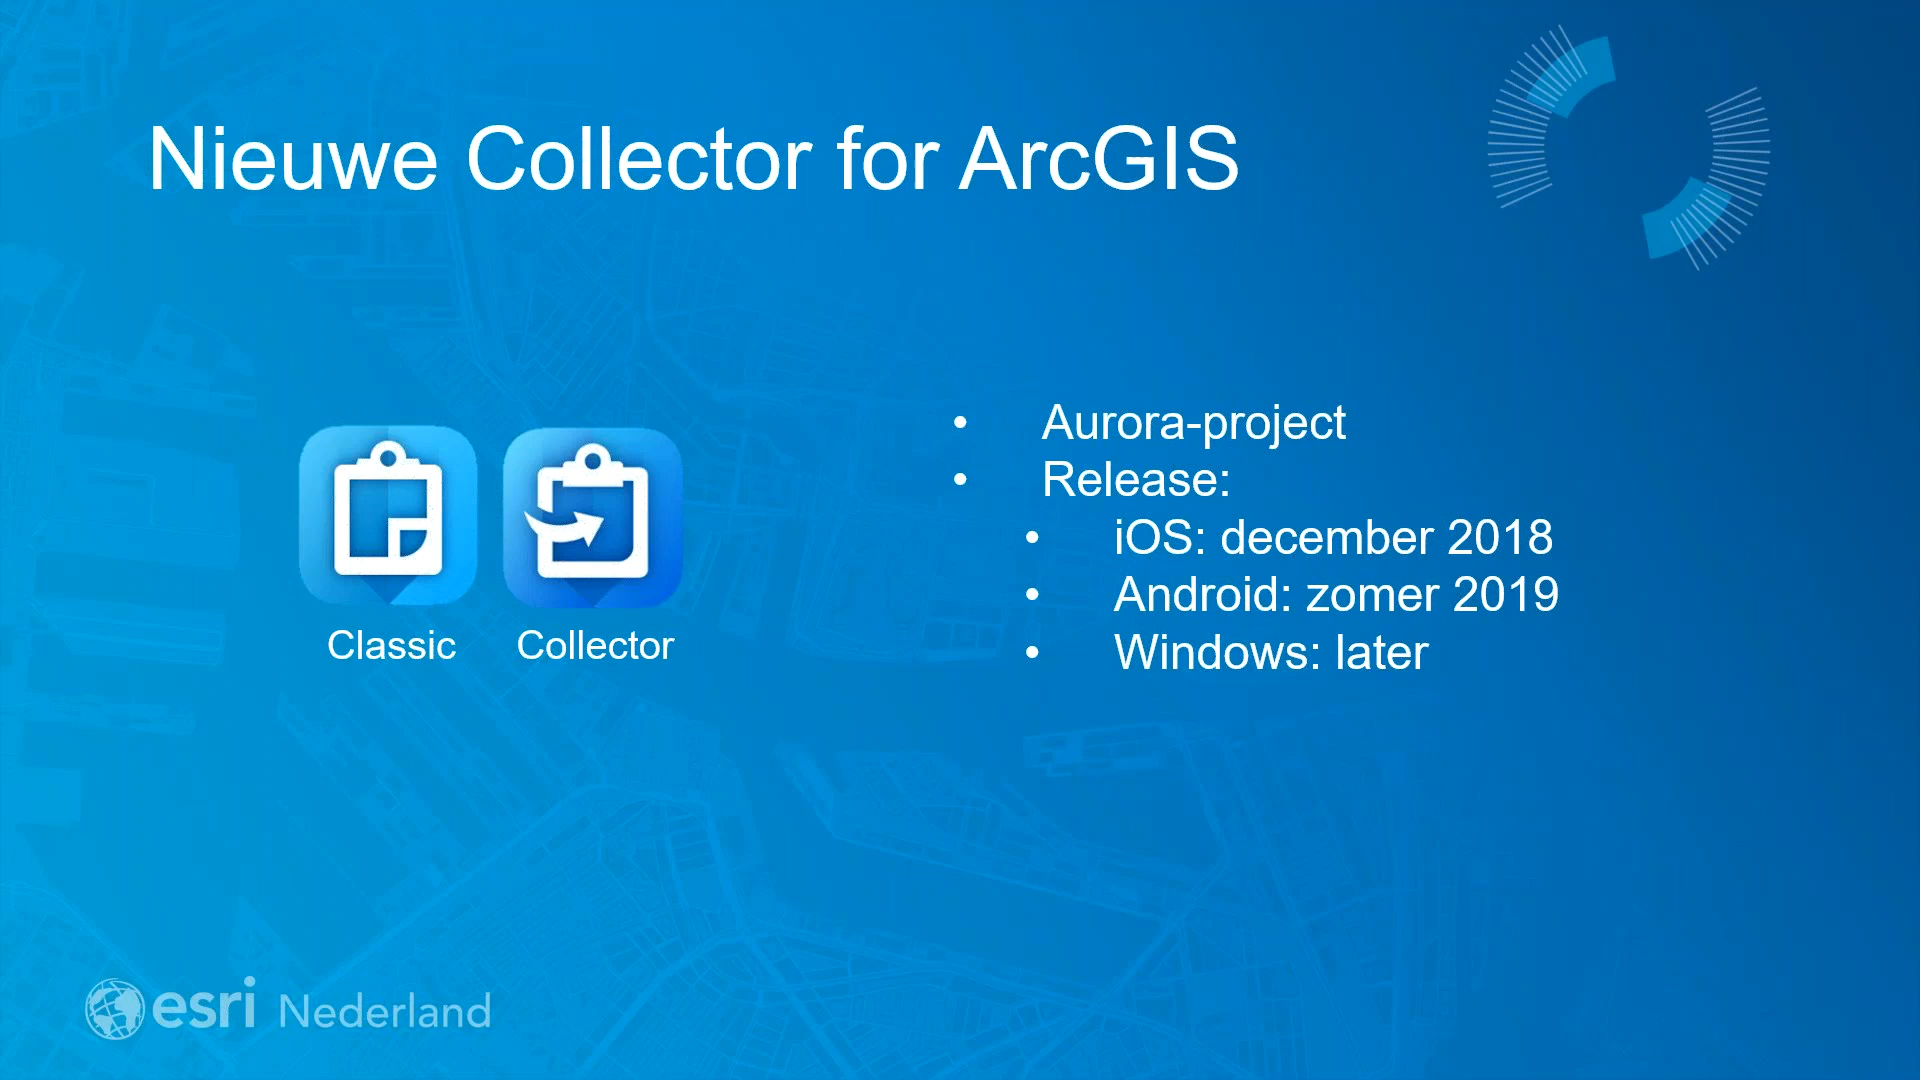 Nieuwe Collector for ArcGIS
Classic
Collector
• Aurora-project
• Release:
• iOS: december 2018
• Android: zomer 2019
• Windows: later
esri Nederland